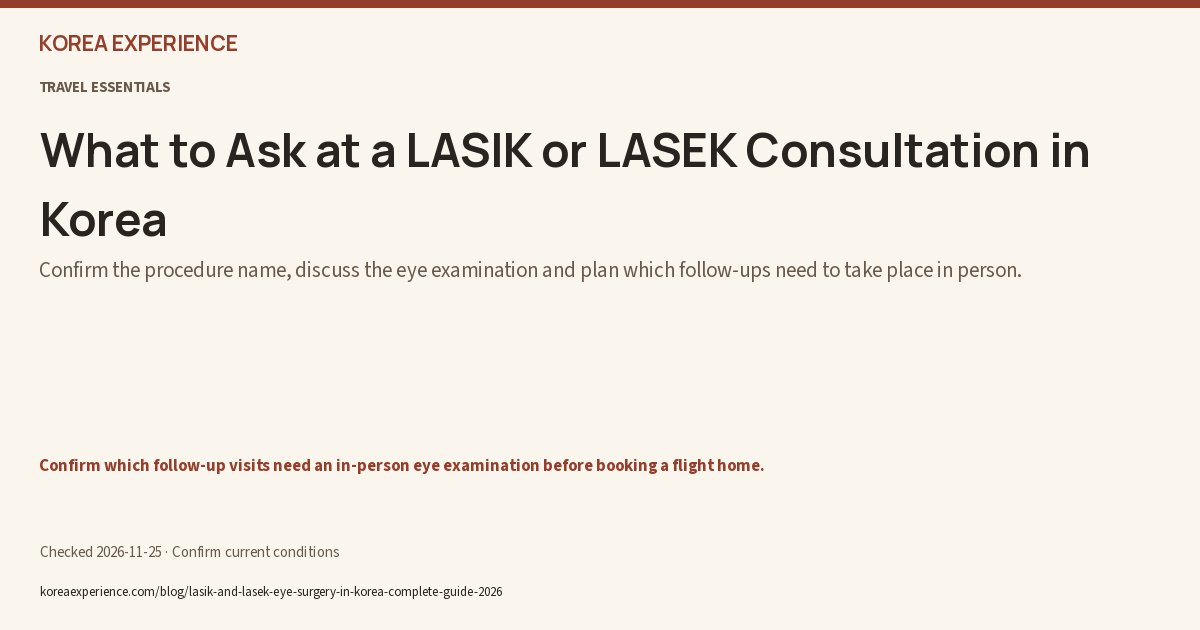 KOREA EXPERIENCE
TRAVEL ESSENTIALS
What to Ask at a LASIK or LASEK Consultation in
Korea
Confirm the procedure name, discuss the eye examination and plan which follow-ups need to take place in person.
Confirm which follow-up visits need an in-person eye examination before booking a flight home.
Checked 2026-11-25 · Confirm current conditions
koreaexperience.com/blog/lasik-and-lasek-eye-surgery-in-korea-complete-guide-2026